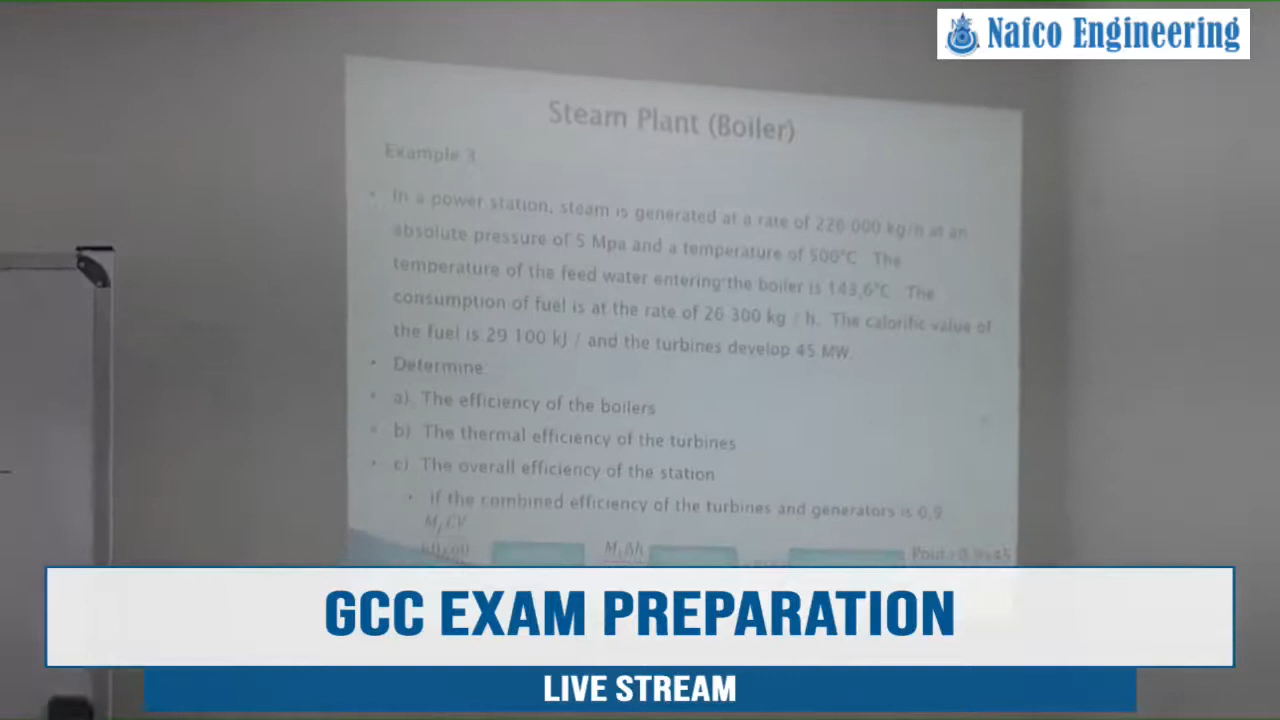 Nafco Engineering
Steam Plant (Boiler)
Example 3
• In a power station, steam is generated at a rate of 226 000 kg/h at an
absolute pressure of 5 Mpa and a temperature of 500°C The
temperature of the feed water entering the boiler is 143,6°C The
consumption of fuel is at the rate of 26 300 kg / h. The calorific value of
the fuel is 29 100 kJ / and the turbines develop 45 MW.
• Determine
• a) The efficiency of the boilers
• b) The thermal efficiency of the turbines
• c) The overall efficiency of the station
• if the combined efficiency of the turbines and generators is 0,9
GCC EXAM PREPARATION
LIVE STREAM